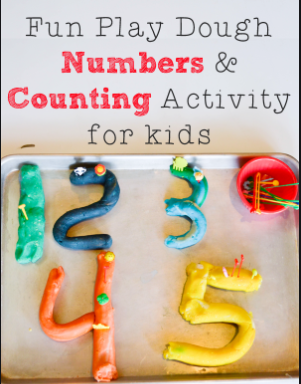 Fun Play Dough
Numbers &
Counting Activity
for kids
1 2 3
4 5